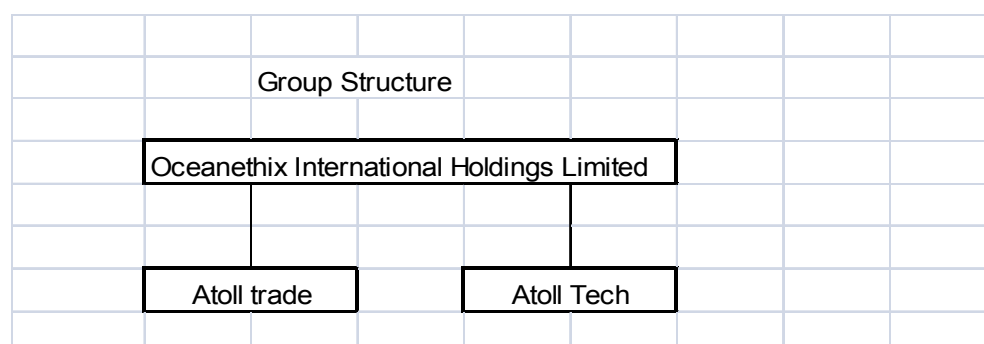 Group Structure
Oceanethix International Holdings Limited
Atoll trade
Atoll Tech